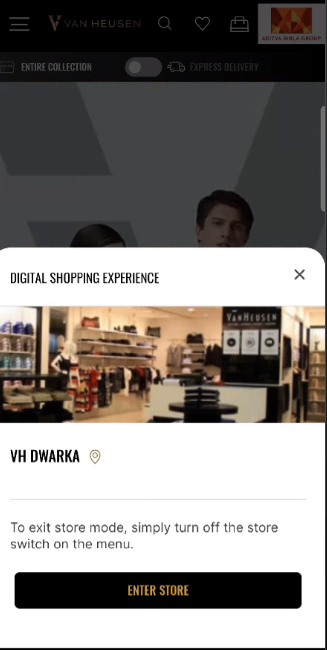 VAN HEUSEN
ADITYA BIRLA GROUP
ENTIRE COLLECTION
EXPRESS DELIVERY
DIGITAL SHOPPING EXPERIENCE
VAN HEUSEN
VH DWARKA
To exit store mode, simply turn off the store
switch on the menu.
ENTER STORE